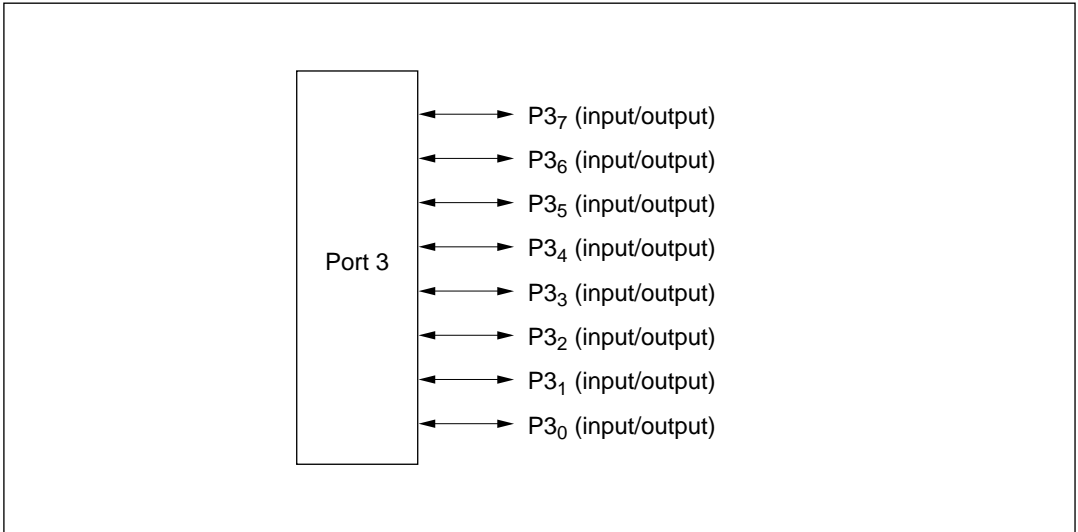 P3₇ (input/output)
P3₆ (input/output)
P3₅ (input/output)
P3₄ (input/output)
Port 3
P3₃ (input/output)
P3₂ (input/output)
P3₁ (input/output)
P3₀ (input/output)